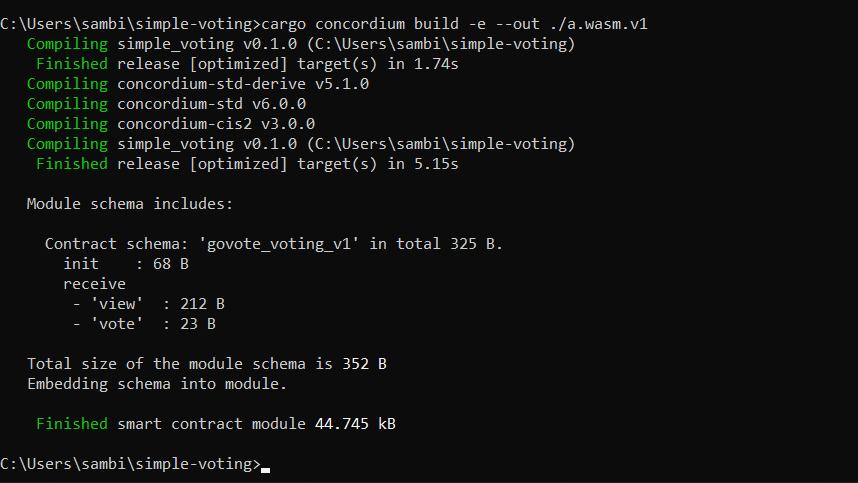 C:\Users\sambi\simple-voting>cargo concordium build -e --out ./a.wasm.v1
Compiling simple_voting v0.1.0 (C:\Users\sambi\simple-voting)
Finished release [optimized] target(s) in 1.74s
Compiling concordium-std-derive v5.1.0
Compiling concordium-std v6.0.0
Compiling concordium-cis2 v3.0.0
Compiling simple_voting v0.1.0 (C:\Users\sambi\simple-voting)
Finished release [optimized] target(s) in 5.15s
Module schema includes:
Contract schema: 'govote_voting_v1' in total 325 B.
init : 68 B
receive
- 'view' : 212 B
- 'vote' : 23 B
Total size of the module schema is 352 B
Embedding schema into module.
Finished smart contract module 44.745 kB
C:\Users\sambi\simple-voting>